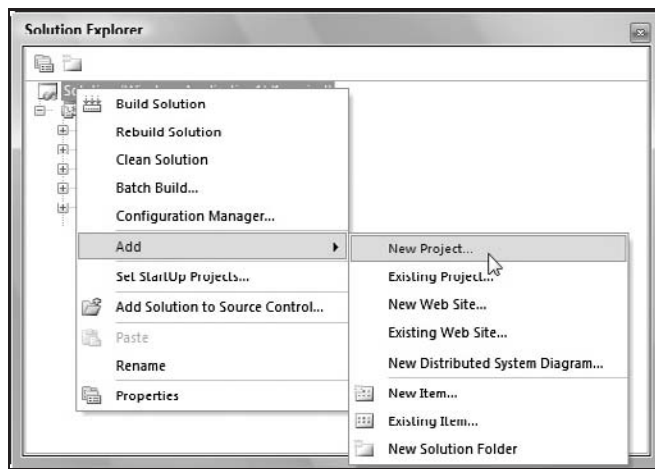 Solution Explorer
Build Solution
Rebuild Solution
Clean Solution
Batch Build...
Configuration Manager...
Add
New Project...
Set StartUp Projects...
Existing Project...
Add Solution to Source Control...
New Web Site...
Paste
Existing Web Site...
Rename
New Distributed System Diagram...
Properties
New Item...
Existing Item...
New Solution Folder